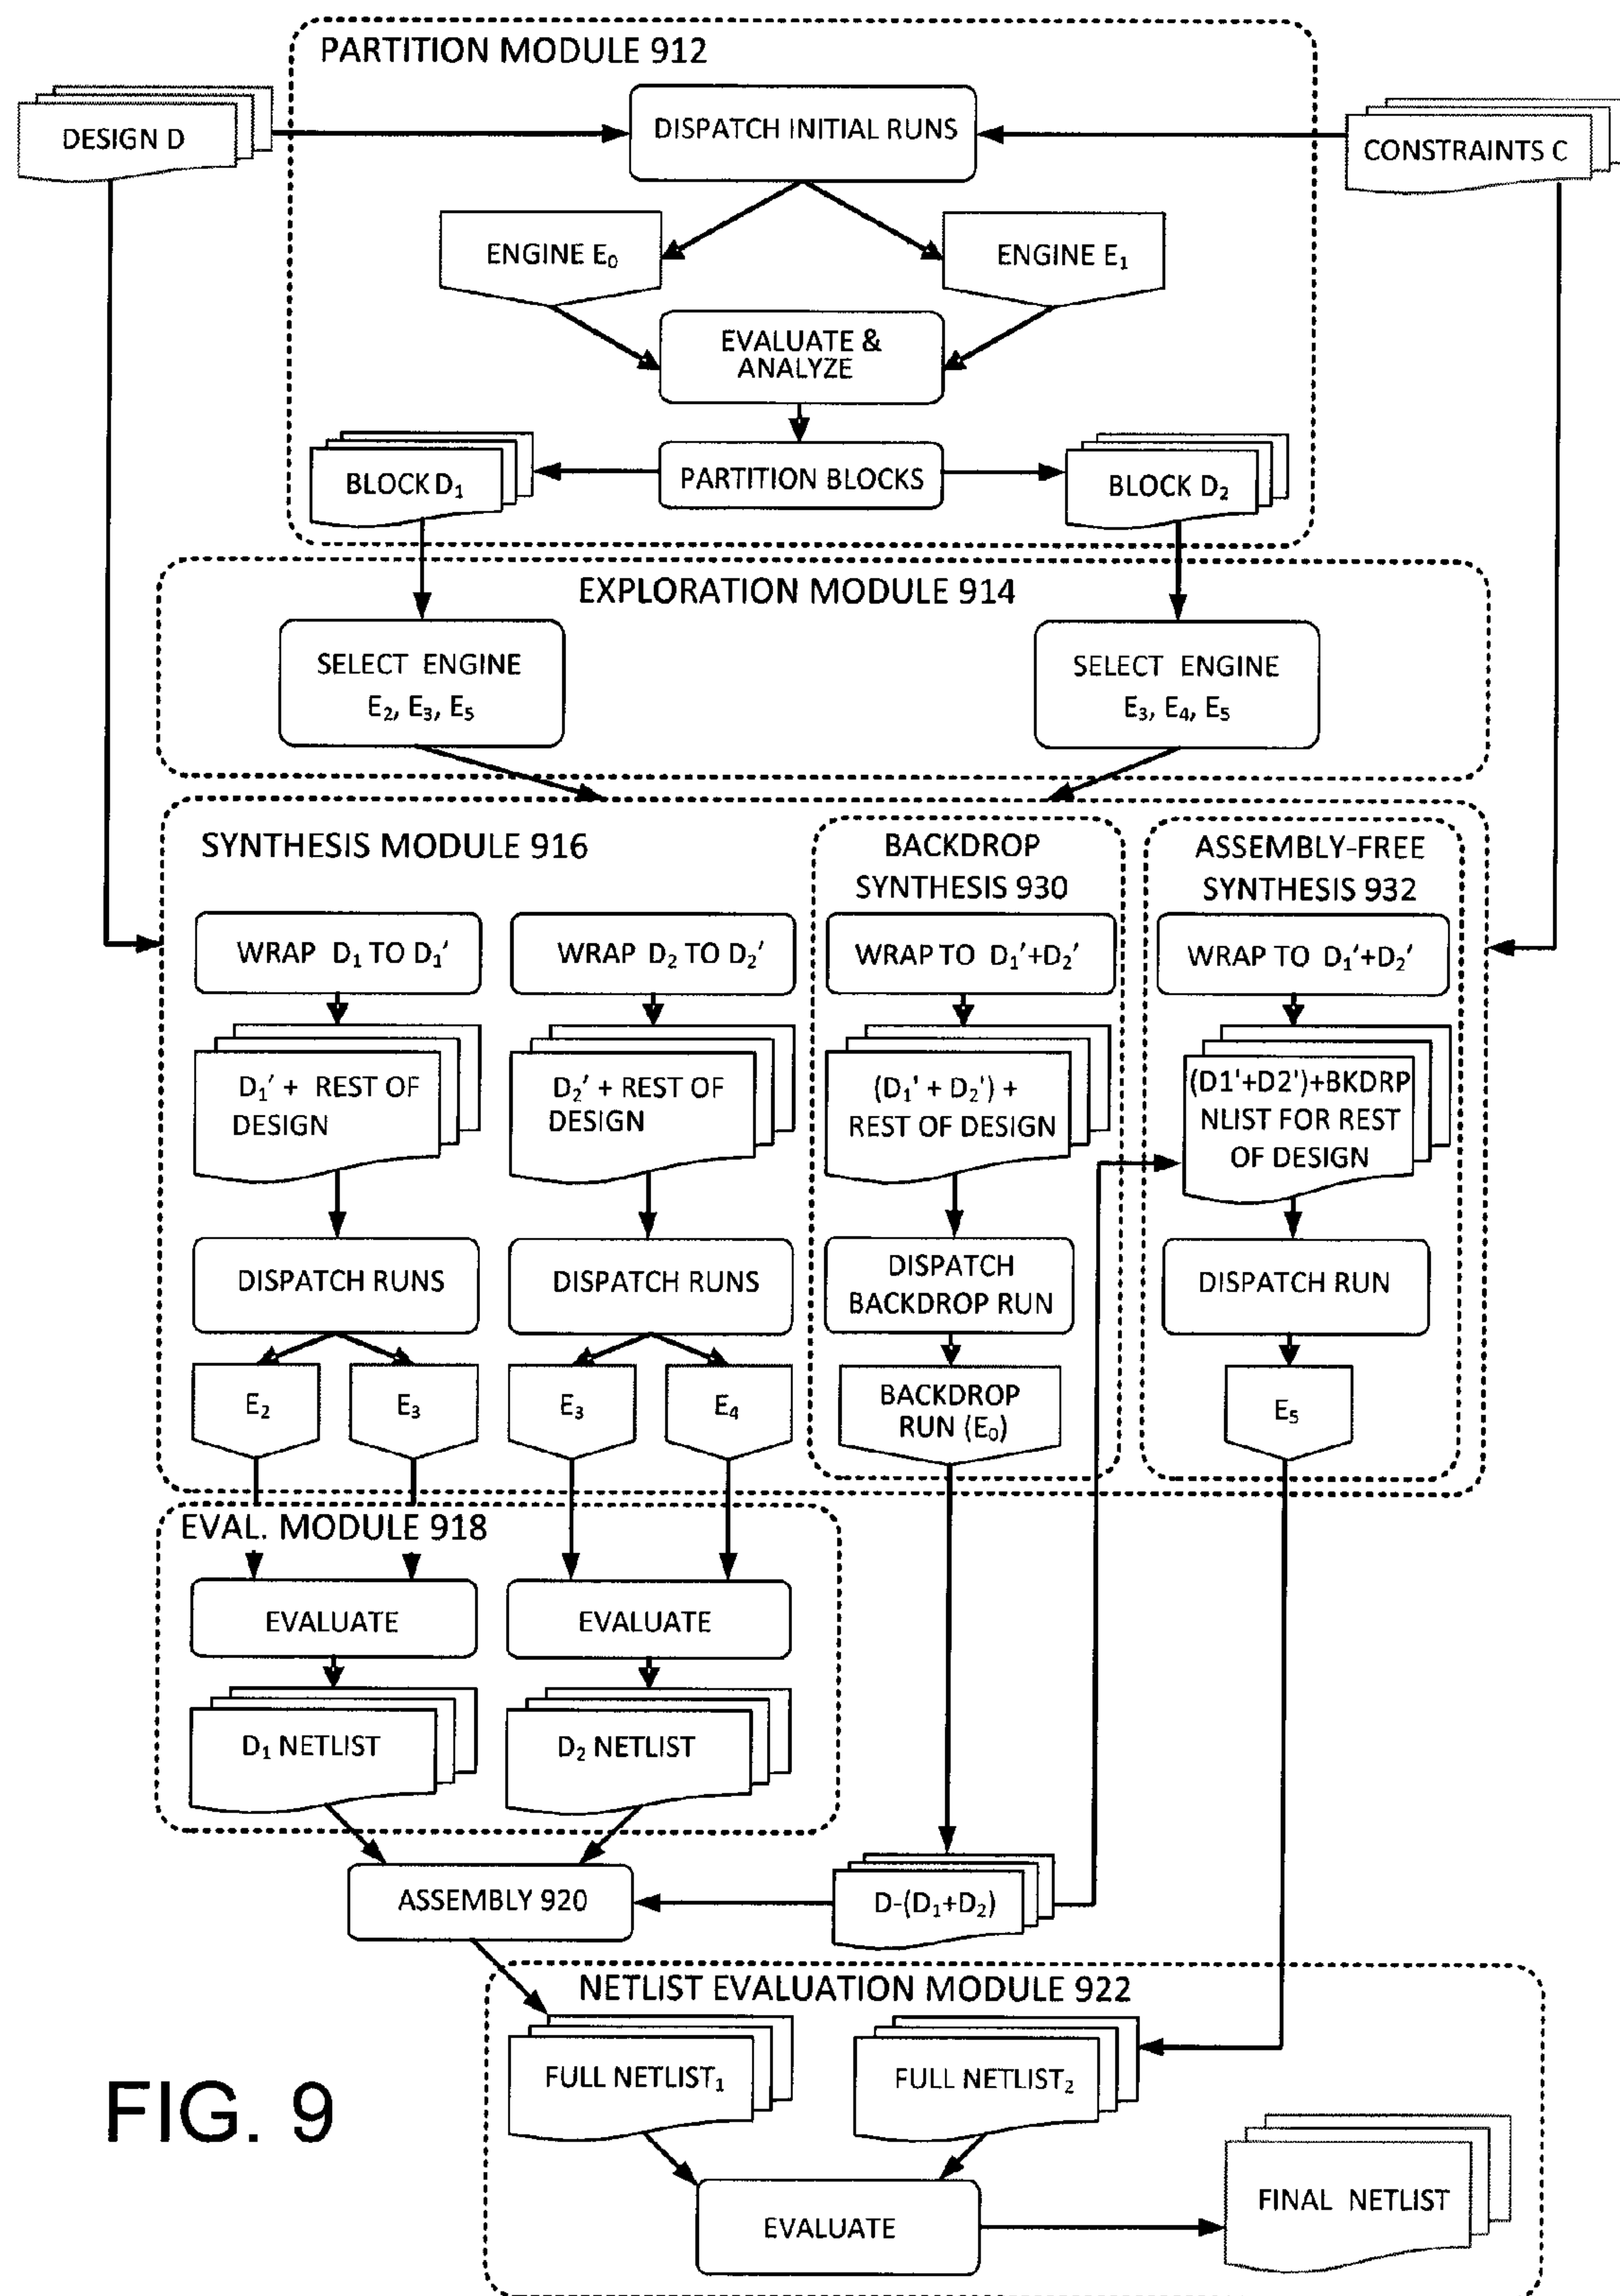 PARTITION MODULE 912
DESIGN D
DISPATCH INITIAL RUNS
CONSTRAINTS C
ENGINE E₀
ENGINE E₁
EVALUATE &
ANALYZE
BLOCK D₁
PARTITION BLOCKS
BLOCK D₂
EXPLORATION MODULE 914
SELECT ENGINE
E₂, E₃, E₅
SELECT ENGINE
E₃, E₄, E₅
SYNTHESIS MODULE 916
BACKDROP
SYNTHESIS 930
ASSEMBLY-FREE
SYNTHESIS 932
WRAP D₁ TO D₁'
WRAP D₂ TO D₂'
WRAP TO D₁'+D₂'
WRAP TO D₁'+D₂'
D₁' + REST OF
DESIGN
D₂' + REST OF
DESIGN
(D₁' + D₂') +
REST OF DESIGN
(D1'+D2')+BKDRP
NLIST FOR REST
OF DESIGN
DISPATCH RUNS
DISPATCH RUNS
DISPATCH
BACKDROP RUN
DISPATCH RUN
E₂
E₃
E₃
E₄
BACKDROP
RUN (E₀)
E₅
EVAL. MODULE 918
EVALUATE
EVALUATE
D₁ NETLIST
D₂ NETLIST
ASSEMBLY 920
D-(D₁+D₂)
NETLIST EVALUATION MODULE 922
FULL NETLIST₁
FULL NETLIST₂
FIG. 9
EVALUATE
FINAL NETLIST